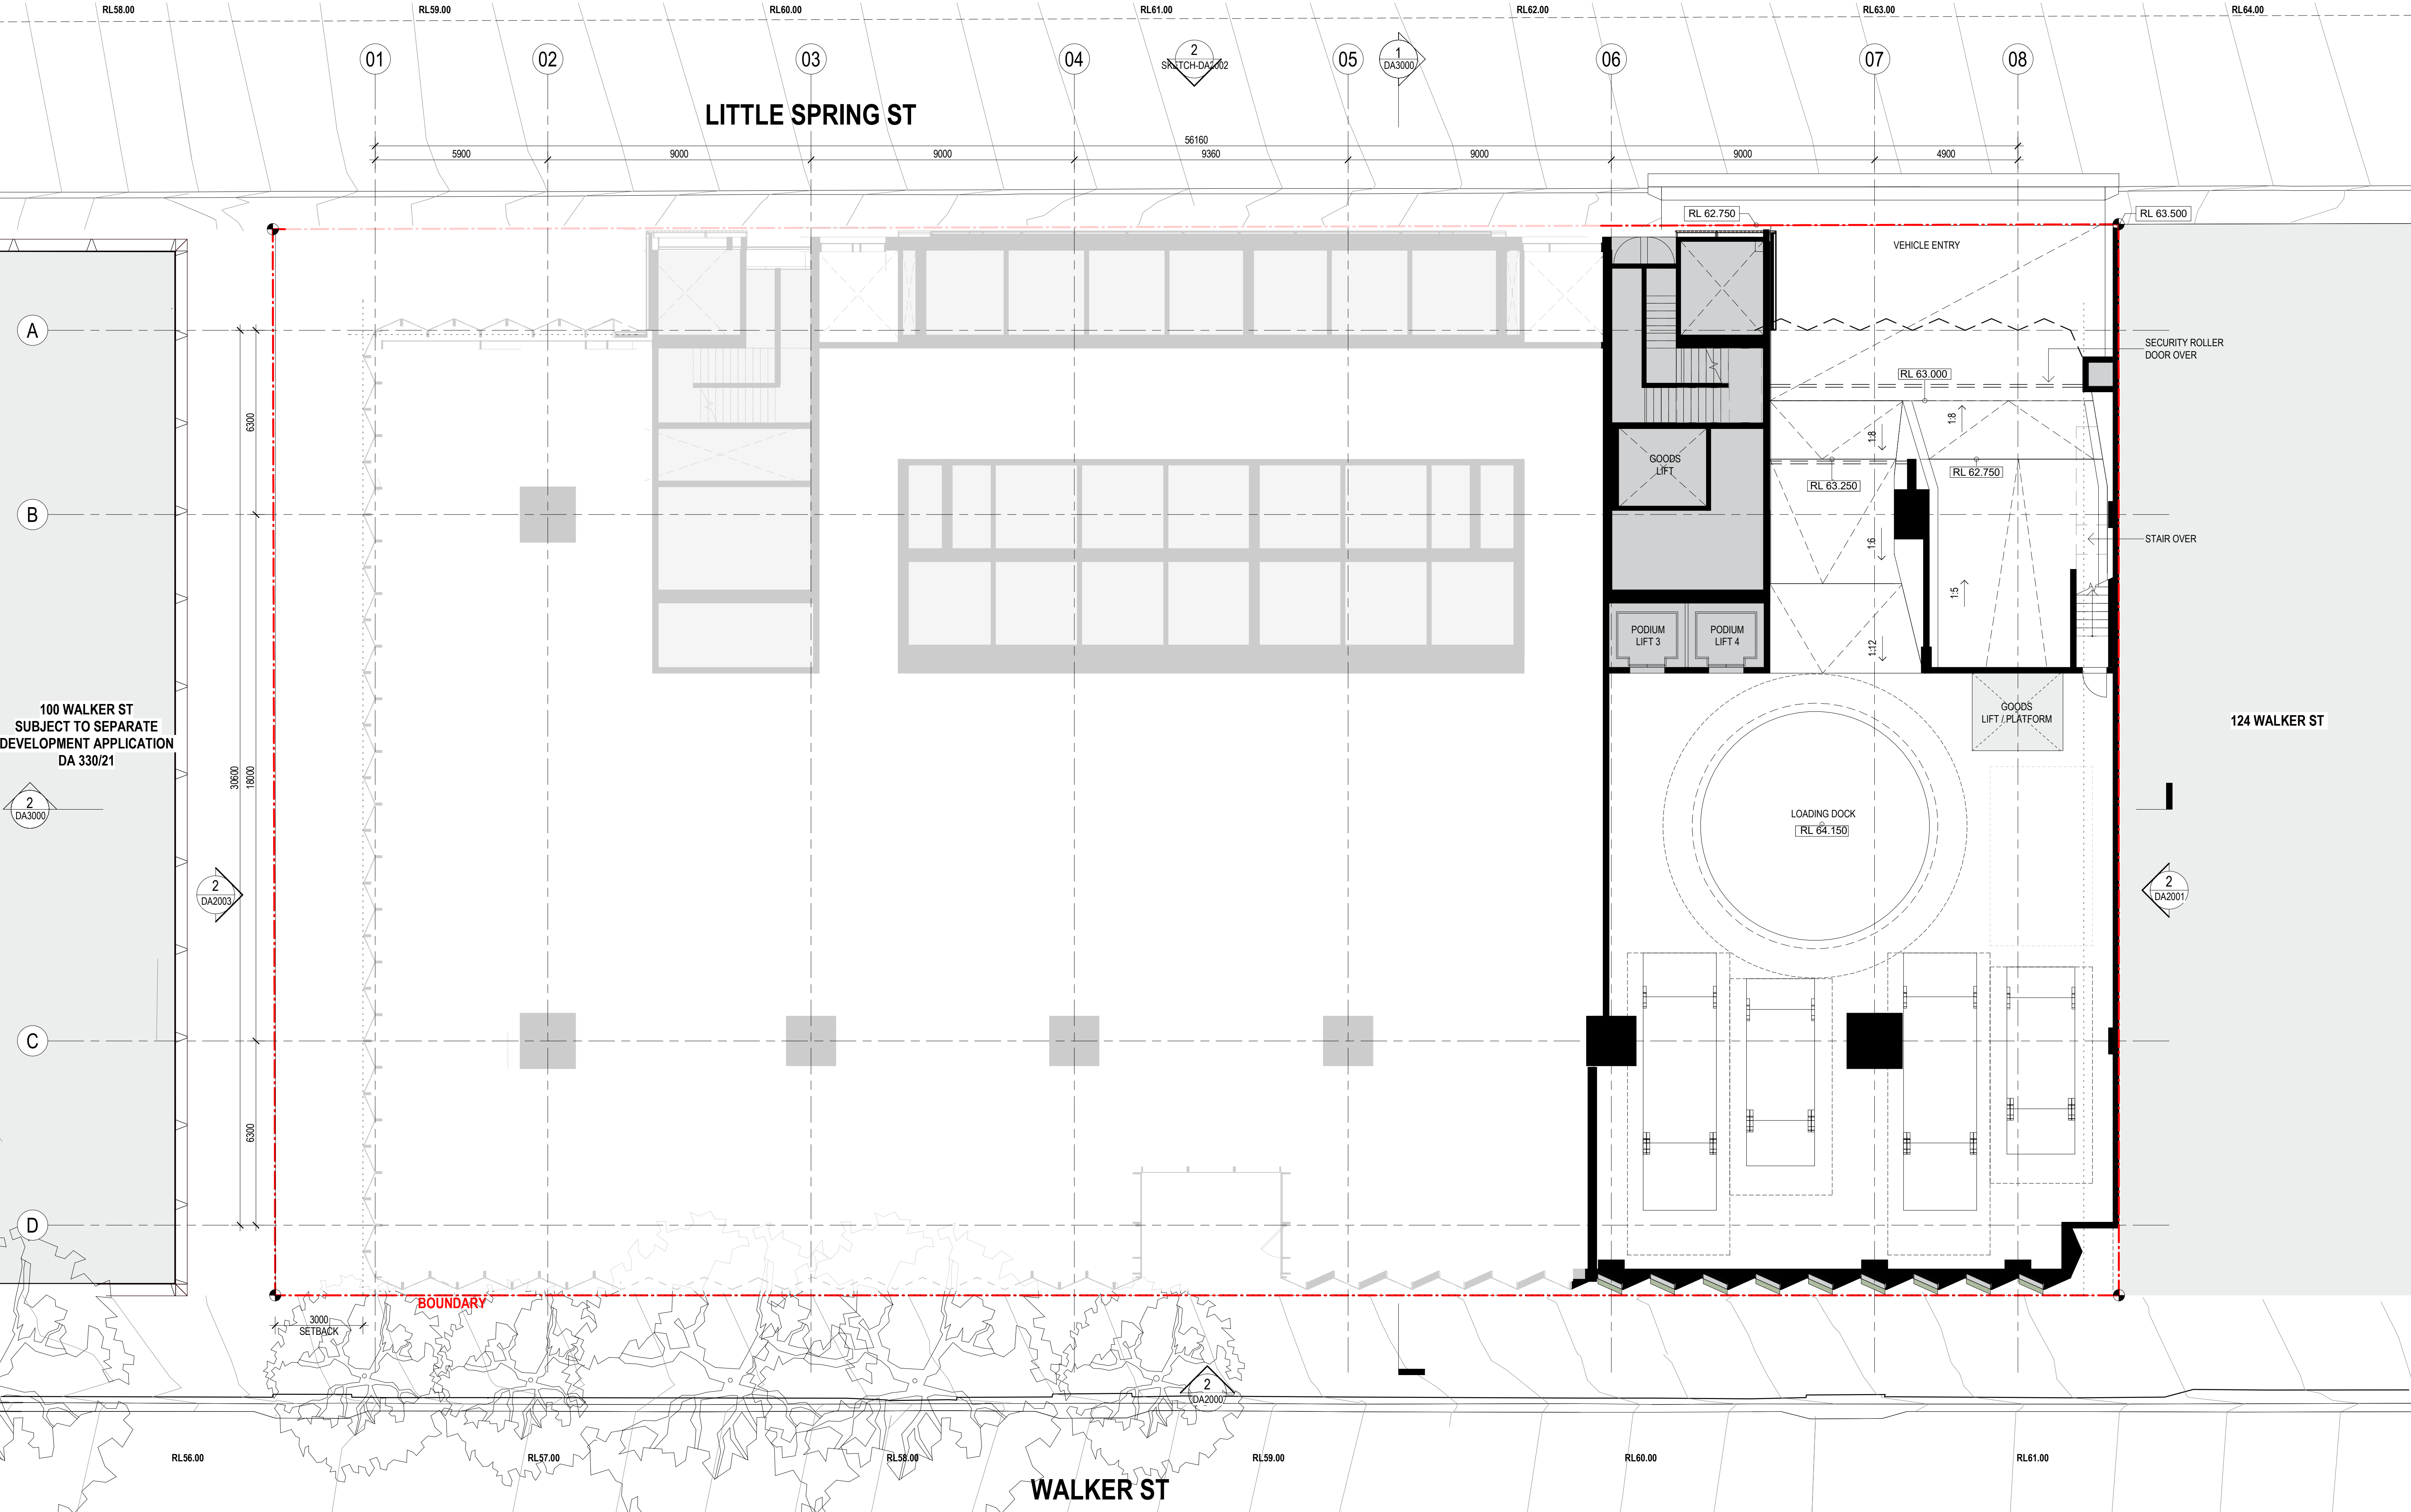 RL58.00
RL59.00
RL60.00
RL61.00
RL62.00
RL63.00
RL64.00
01
02
03
04
2
SKETCH-DA2002
05
1
DA3000
06
07
08
LITTLE SPRING ST
56160
5900
9000
9000
9360
9000
9000
4900
RL 62.750
RL 63.500
VEHICLE ENTRY
A
SECURITY ROLLER
DOOR OVER
RL 63.000
6300
1:8
1:8
GOODS
LIFT
RL 62.750
RL 63.250
B
STAIR OVER
1:6
1:5
PODIUM
LIFT 3
PODIUM
LIFT 4
1:12
100 WALKER ST
SUBJECT TO SEPARATE
DEVELOPMENT APPLICATION
DA 330/21
GOODS
LIFT / PLATFORM
124 WALKER ST
30600
18000
2
DA3000
LOADING DOCK
RL 64.150
2
DA2003
2
DA2001
C
6300
D
BOUNDARY
3000
SETBACK
2
DA2000
RL56.00
RL57.00
RL58.00
RL59.00
RL60.00
RL61.00
WALKER ST